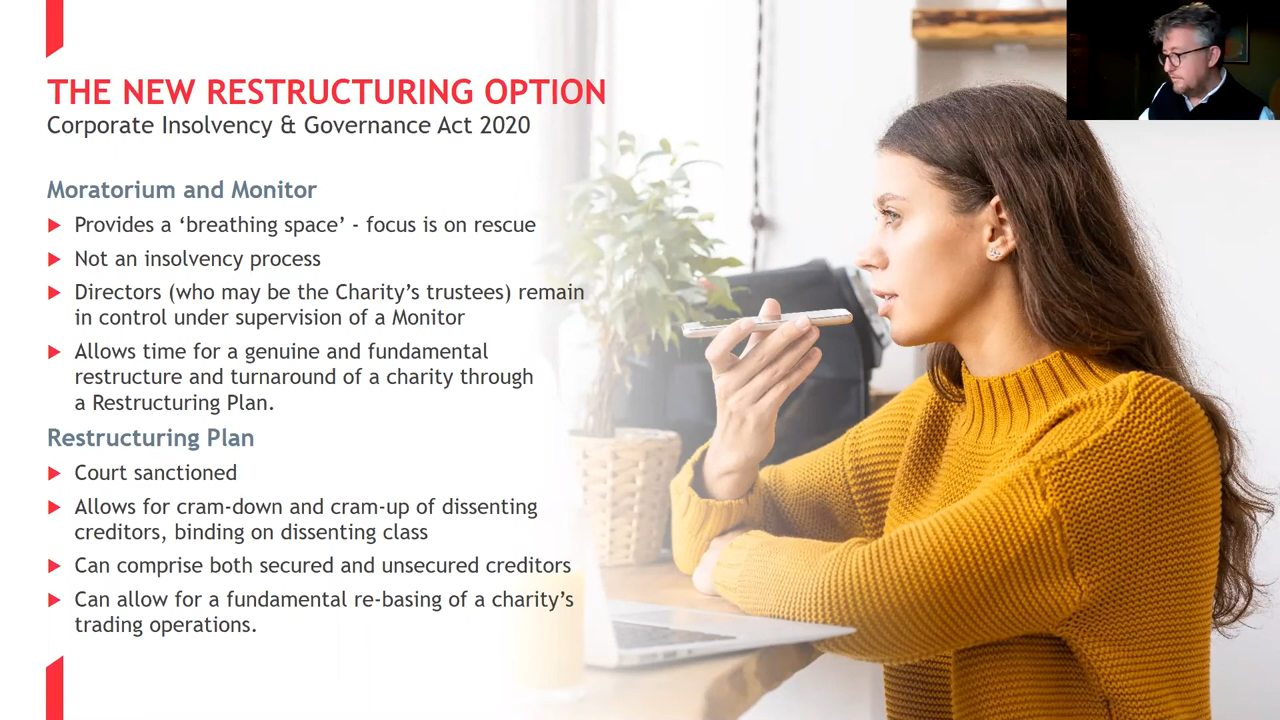 THE NEW RESTRUCTURING OPTION
Corporate Insolvency & Governance Act 2020
Moratorium and Monitor
Provides a ‘breathing space’ - focus is on rescue
Not an insolvency process
Directors (who may be the Charity’s trustees) remain
in control under supervision of a Monitor
Allows time for a genuine and fundamental
restructure and turnaround of a charity through
a Restructuring Plan.
Restructuring Plan
Court sanctioned
Allows for cram-down and cram-up of dissenting
creditors, binding on dissenting class
Can comprise both secured and unsecured creditors
Can allow for a fundamental re-basing of a charity’s
trading operations.